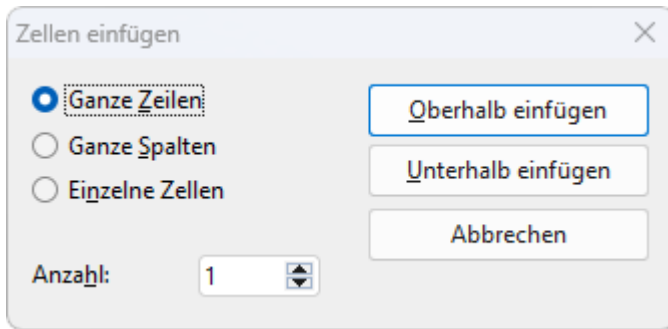 Zellen einfügen
Ganze Zeilen
Oberhalb einfügen
Ganze Spalten
Unterhalb einfügen
Einzelne Zellen
Abbrechen
Anzahl: 1